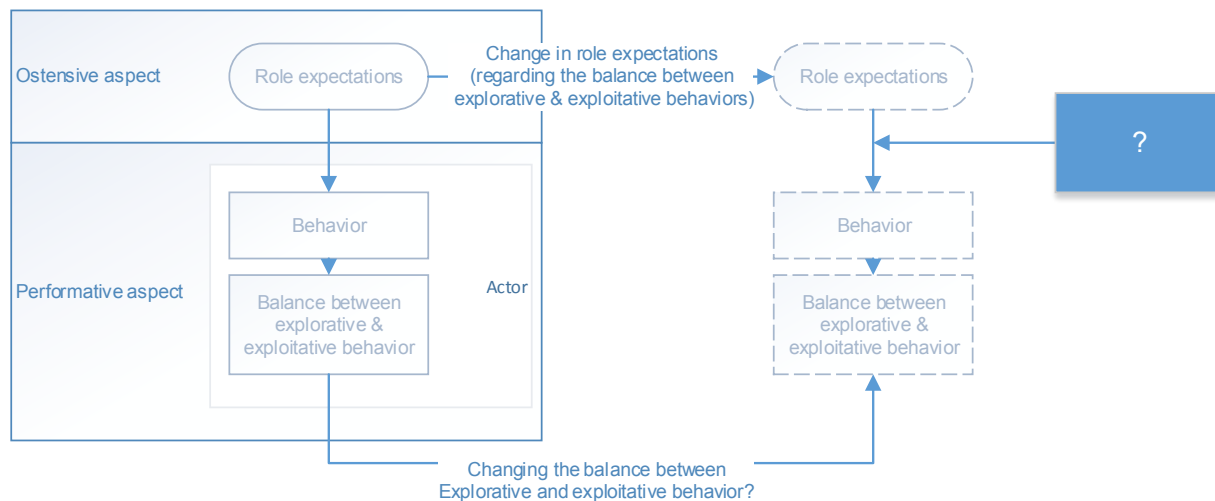 Ostensive aspect
Role expectations
Change in role expectations
(regarding the balance between
explorative & exploitative behaviors)
Role expectations
?
Performative aspect
Behavior
Balance between
explorative &
exploitative behavior
Actor
Behavior
Balance between
explorative &
exploitative behavior
Changing the balance between
Explorative and exploitative behavior?